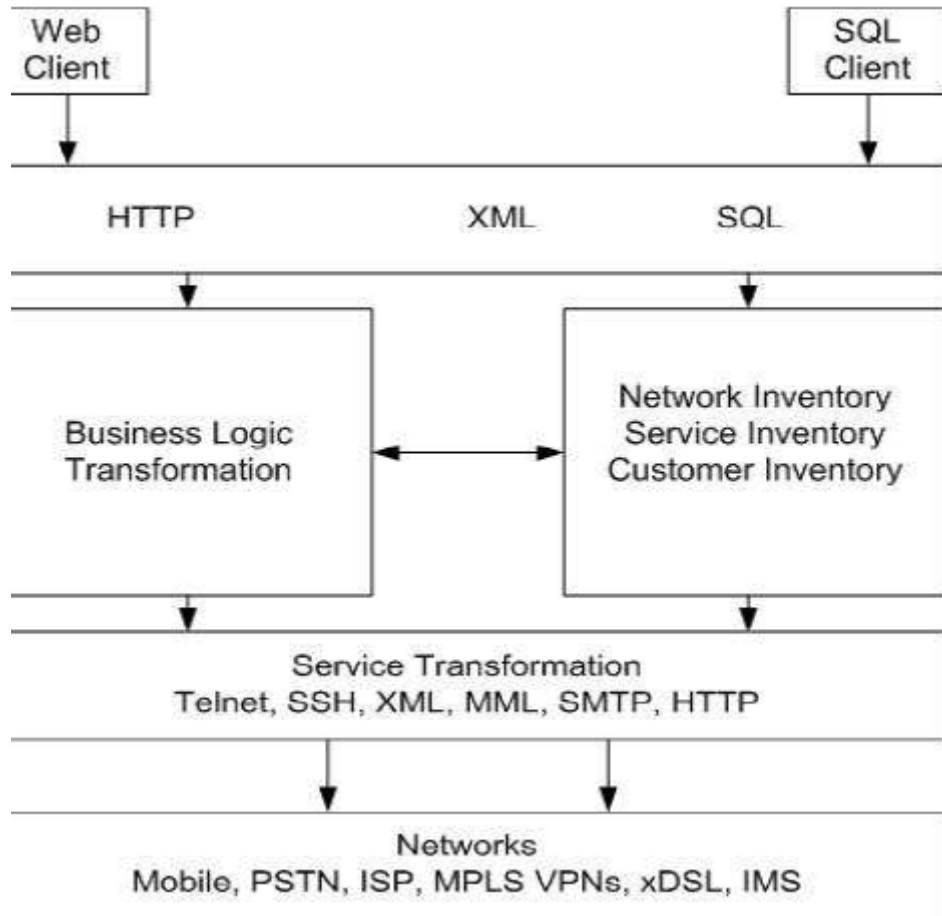 Web
Client
SQL
Client
HTTP XML SQL
Business Logic
Transformation
Network Inventory
Service Inventory
Customer Inventory
Service Transformation
Telnet, SSH, XML, MML, SMTP, HTTP
Networks
Mobile, PSTN, ISP, MPLS VPNs, xDSL, IMS